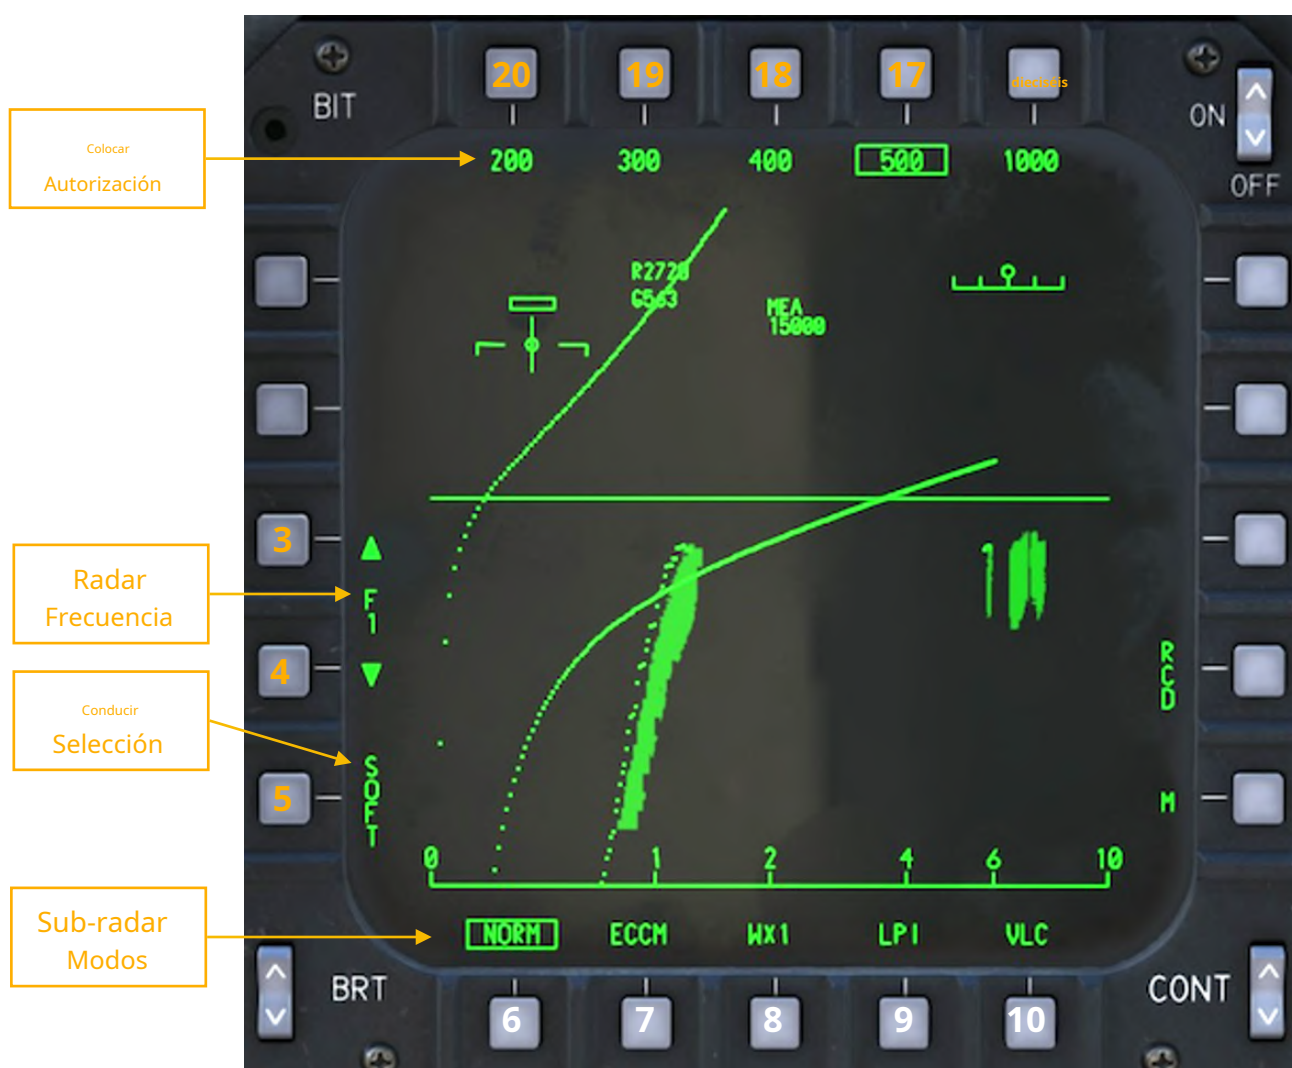 20 19 18 17 dieciséis
BIT
ON
OFF
Colocar
Autorización
200 300 400 500 1000
R2720
G563
MEA
15000
3
Radar
Frecuencia
F1
4
RCD
Conducir
Selección
SOFT
5
M
0 1 2 4 6 10
Sub-radar
Modos
NORM ECCM WX1 LPI VLC
BRT
CONT
6 7 8 9 10